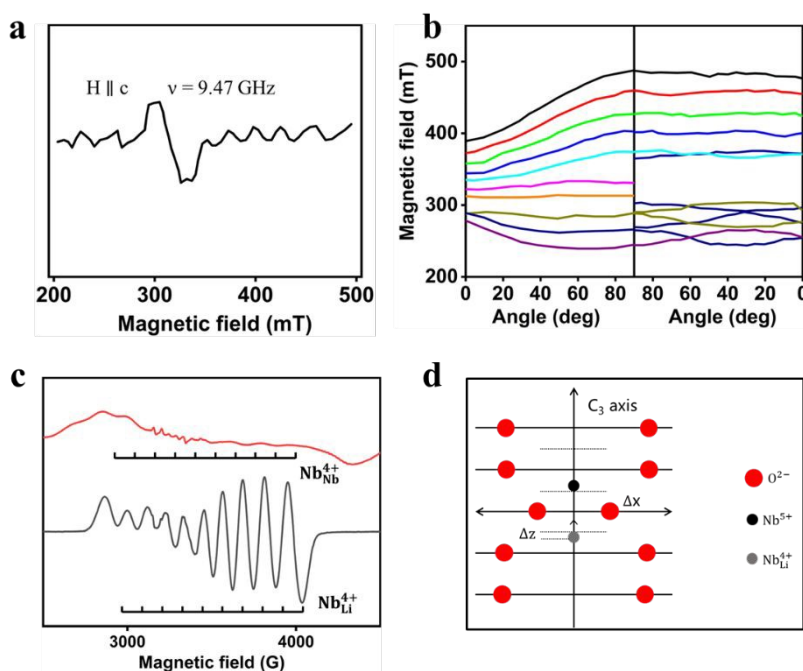 a
H ∥ c ν = 9.47 GHz
200 300 400 500
Magnetic field (mT)
b
500
400
300
200
Magnetic field (mT)
0 20 40 60 80
80 60 40 20 0
Angle (deg) Angle (deg)
c
Nb⁴⁺Nb
Nb⁴⁺Li
3000 4000
Magnetic field (G)
d
C₃ axis
Δx
Δz
O²⁻
Nb⁵⁺
Nb⁴⁺Li